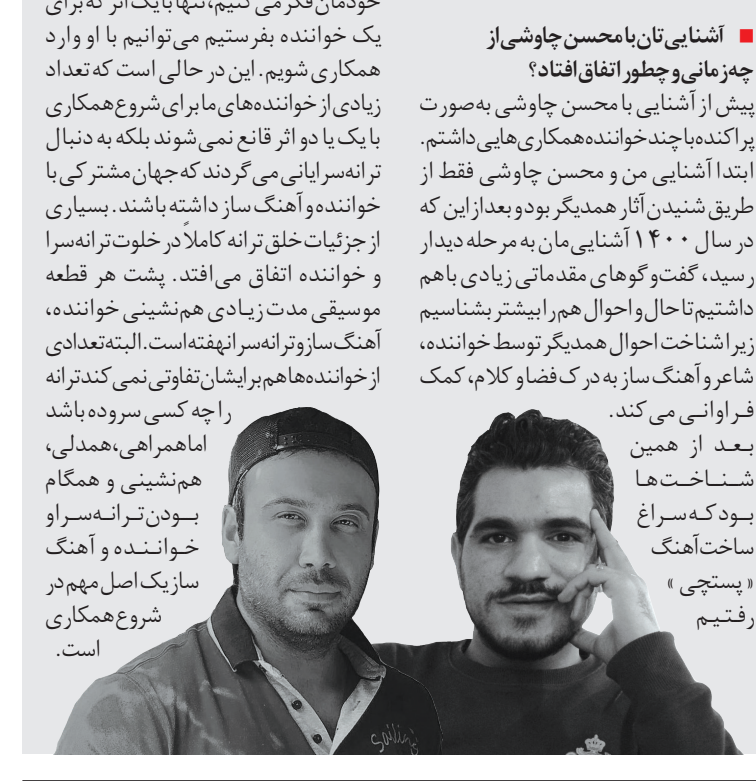 ■ آشنایی‌تان با محسن چاوشی از
چه زمانی و چطور اتفاق افتاد؟
پیش از آشنایی با محسن چاوشی به‌صورت
پراکنده با چند خواننده همکاری‌هایی داشتم.
ابتدا آشنایی من و محسن چاوشی فقط از
طریق شنیدن آثار همدیگر بود و بعد از این که
در سال ۱۴۰۰ آشنایی‌مان به مرحله دیدار
رسید، گفت‌وگوهای مقدماتی زیادی باهم
داشتیم تا حال و احوال هم را بیشتر بشناسیم
زیرا شناخت احوال همدیگر توسط خواننده،
شاعر و آهنگ ساز به درک فضا و کلام، کمک
فراوانی می‌کند.
بعد از همین
شناخت‌ها
بود که سراغ
ساخت آهنگ
«پستچی»
رفتیم
خودمان فکر می‌کنیم، تنها با یک اثر که برای
یک خواننده بفرستیم می‌توانیم با او وارد
همکاری شویم. این در حالی است که تعداد
زیادی از خواننده‌های ما برای شروع همکاری
با یک یا دو اثر قانع نمی‌شوند بلکه به دنبال
ترانه‌سرایانی می‌گردند که جهان مشترکی با
خواننده و آهنگ ساز داشته باشند. بسیاری
از جزئیات خلق ترانه کاملاً در خلوت ترانه‌سرا
و خواننده اتفاق می‌افتد. پشت هر قطعه
موسیقی مدت زیادی هم‌نشینی خواننده،
آهنگ ساز و ترانه‌سرا نهفته است. البته تعدادی
از خواننده‌ها هم برایشان تفاوتی نمی‌کند ترانه
را چه کسی سروده باشد
اما همراهی، همدلی،
هم‌نشینی و همگام
بودن ترانه‌سرا و
خواننده و آهنگ
ساز یک اصل مهم در
شروع همکاری
است.